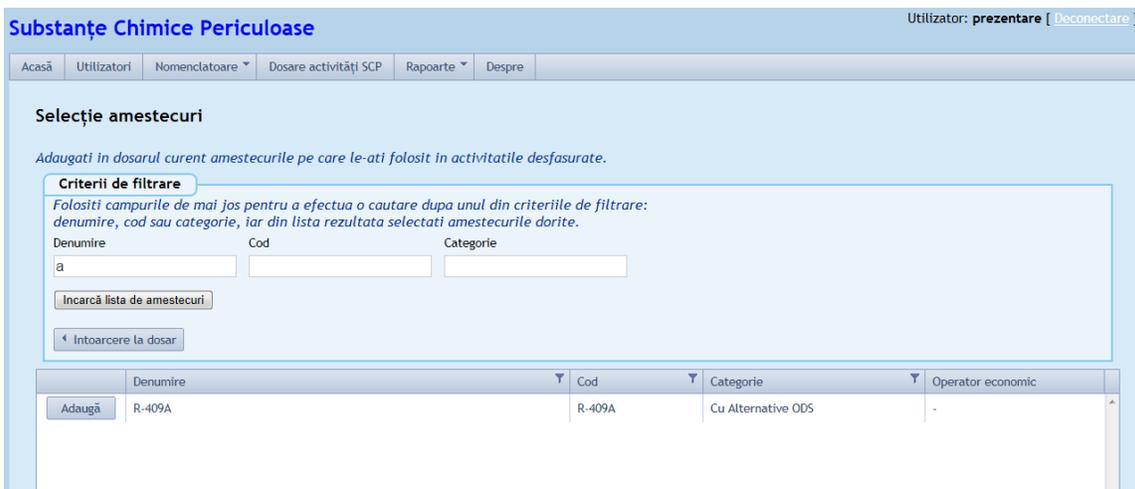 Substanțe Chimice Periculoase
Utilizator: prezentare [ Deconectare ]
Acasă Utilizatori Nomenclatoare Dosare activități SCP Rapoarte Despre
Selecție amestecuri
Adaugati in dosarul curent amestecurile pe care le-ati folosit in activitatile desfasurate.
Criterii de filtrare
Folositi campurile de mai jos pentru a efectua o cautare dupa unul din criteriile de filtrare:
denumire, cod sau categorie, iar din lista rezultata selectati amestecurile dorite.
Denumire Cod Categorie
a
Incarcă lista de amestecuri
Intoarcere la dosar
Denumire Cod Categorie Operator economic
Adaugă R-409A R-409A Cu Alternative ODS -